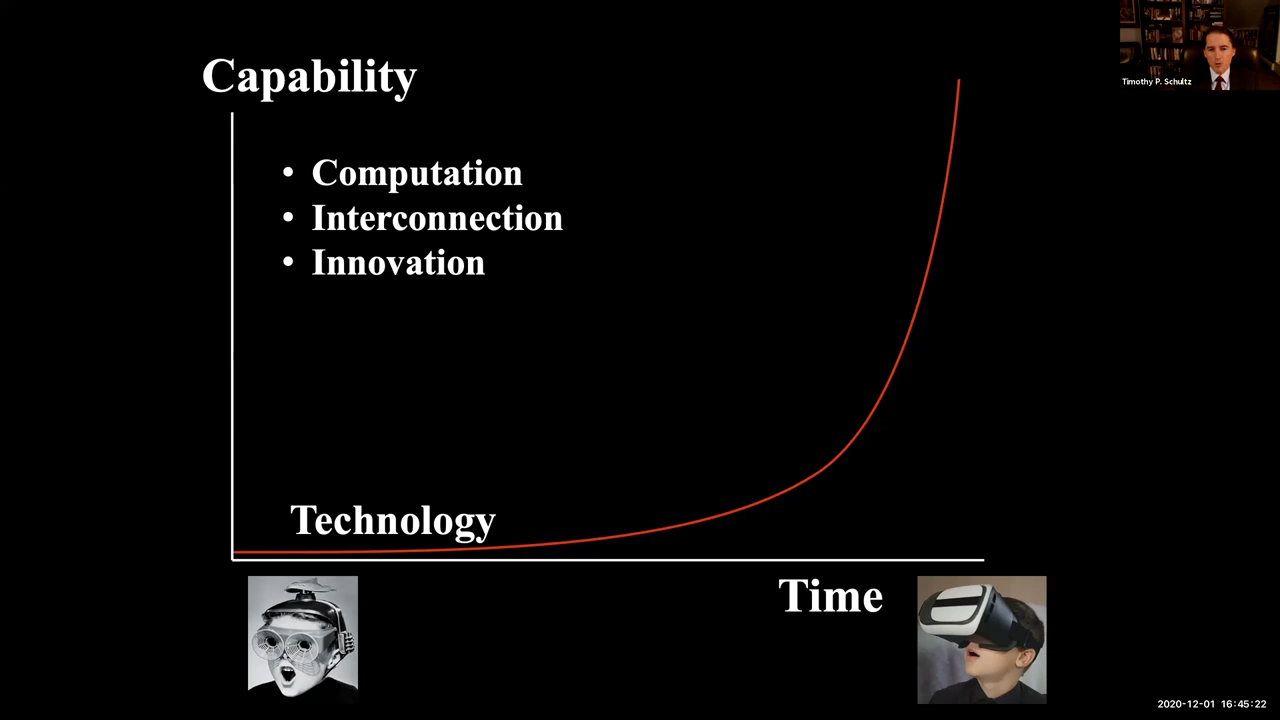 Capability
Timothy P. Schultz
• Computation
• Interconnection
• Innovation
Technology
Time
2020-12-01 16:45:22